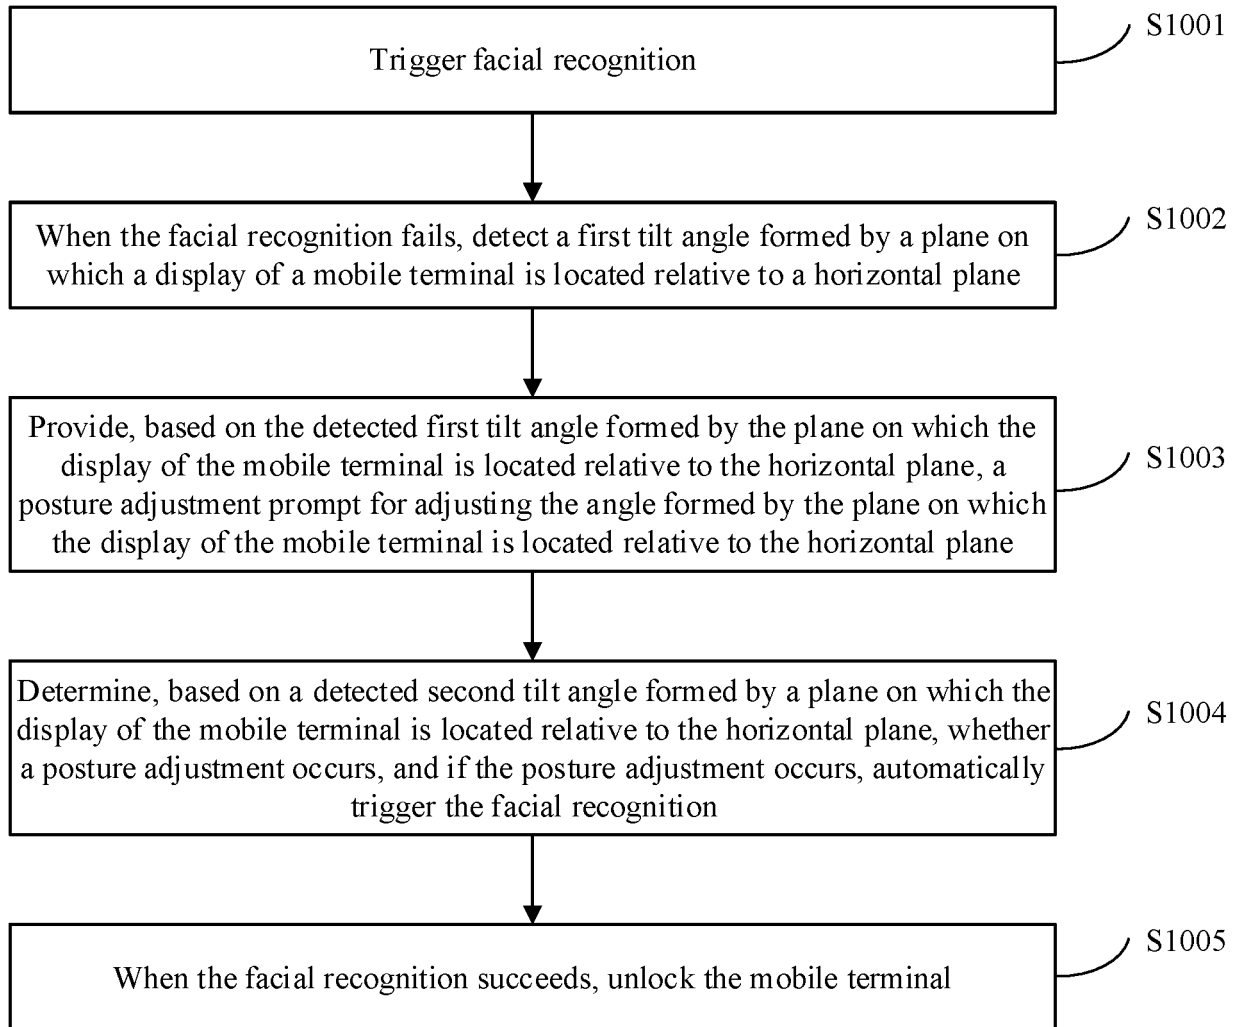 Trigger facial recognition
S1001
When the facial recognition fails, detect a first tilt angle formed by a plane on
which a display of a mobile terminal is located relative to a horizontal plane
S1002
Provide, based on the detected first tilt angle formed by the plane on which the
display of the mobile terminal is located relative to the horizontal plane, a
posture adjustment prompt for adjusting the angle formed by the plane on which
the display of the mobile terminal is located relative to the horizontal plane
S1003
Determine, based on a detected second tilt angle formed by a plane on which the
display of the mobile terminal is located relative to the horizontal plane, whether
a posture adjustment occurs, and if the posture adjustment occurs, automatically
trigger the facial recognition
S1004
When the facial recognition succeeds, unlock the mobile terminal
S1005